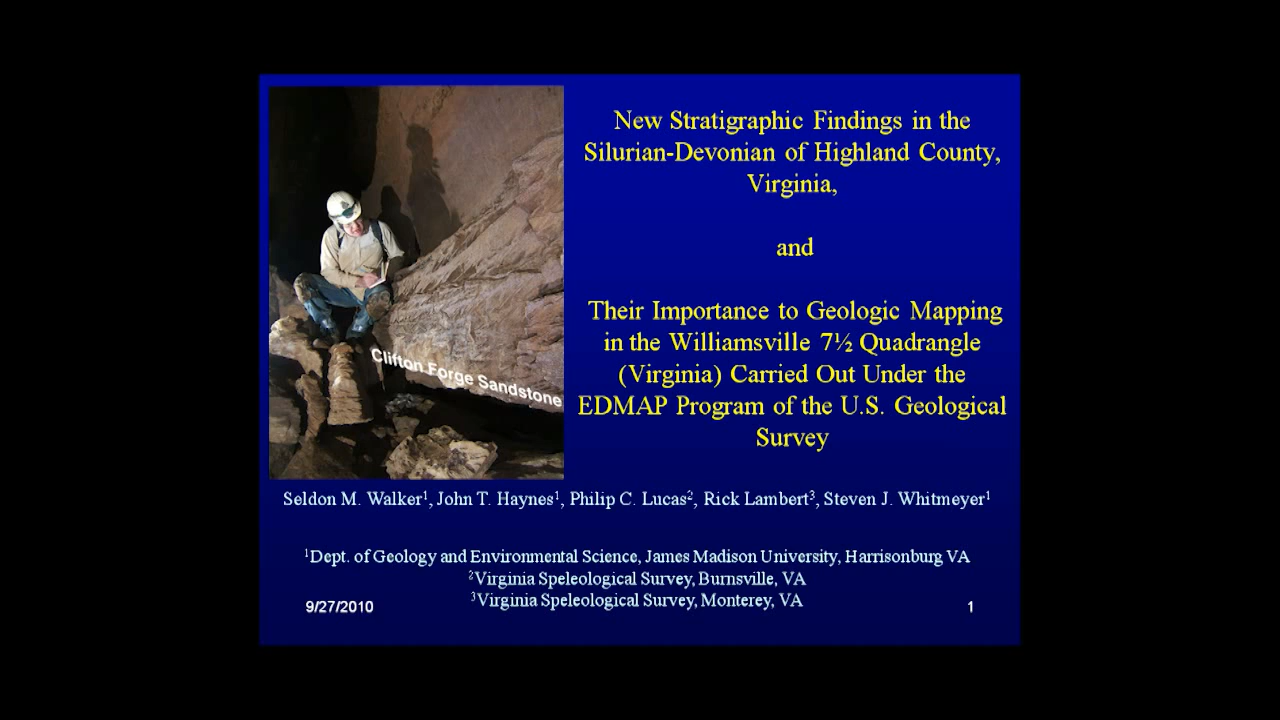 New Stratigraphic Findings in the
Silurian-Devonian of Highland County,
Virginia,
and
Their Importance to Geologic Mapping
in the Williamsville 7½ Quadrangle
(Virginia) Carried Out Under the
EDMAP Program of the U.S. Geological
Survey
Clifton Forge Sandstone
Seldon M. Walker¹, John T. Haynes¹, Philip C. Lucas², Rick Lambert³, Steven J. Whitmeyer¹
¹Dept. of Geology and Environmental Science, James Madison University, Harrisonburg VA
²Virginia Speleological Survey, Burnsville, VA
³Virginia Speleological Survey, Monterey, VA
9/27/2010
1